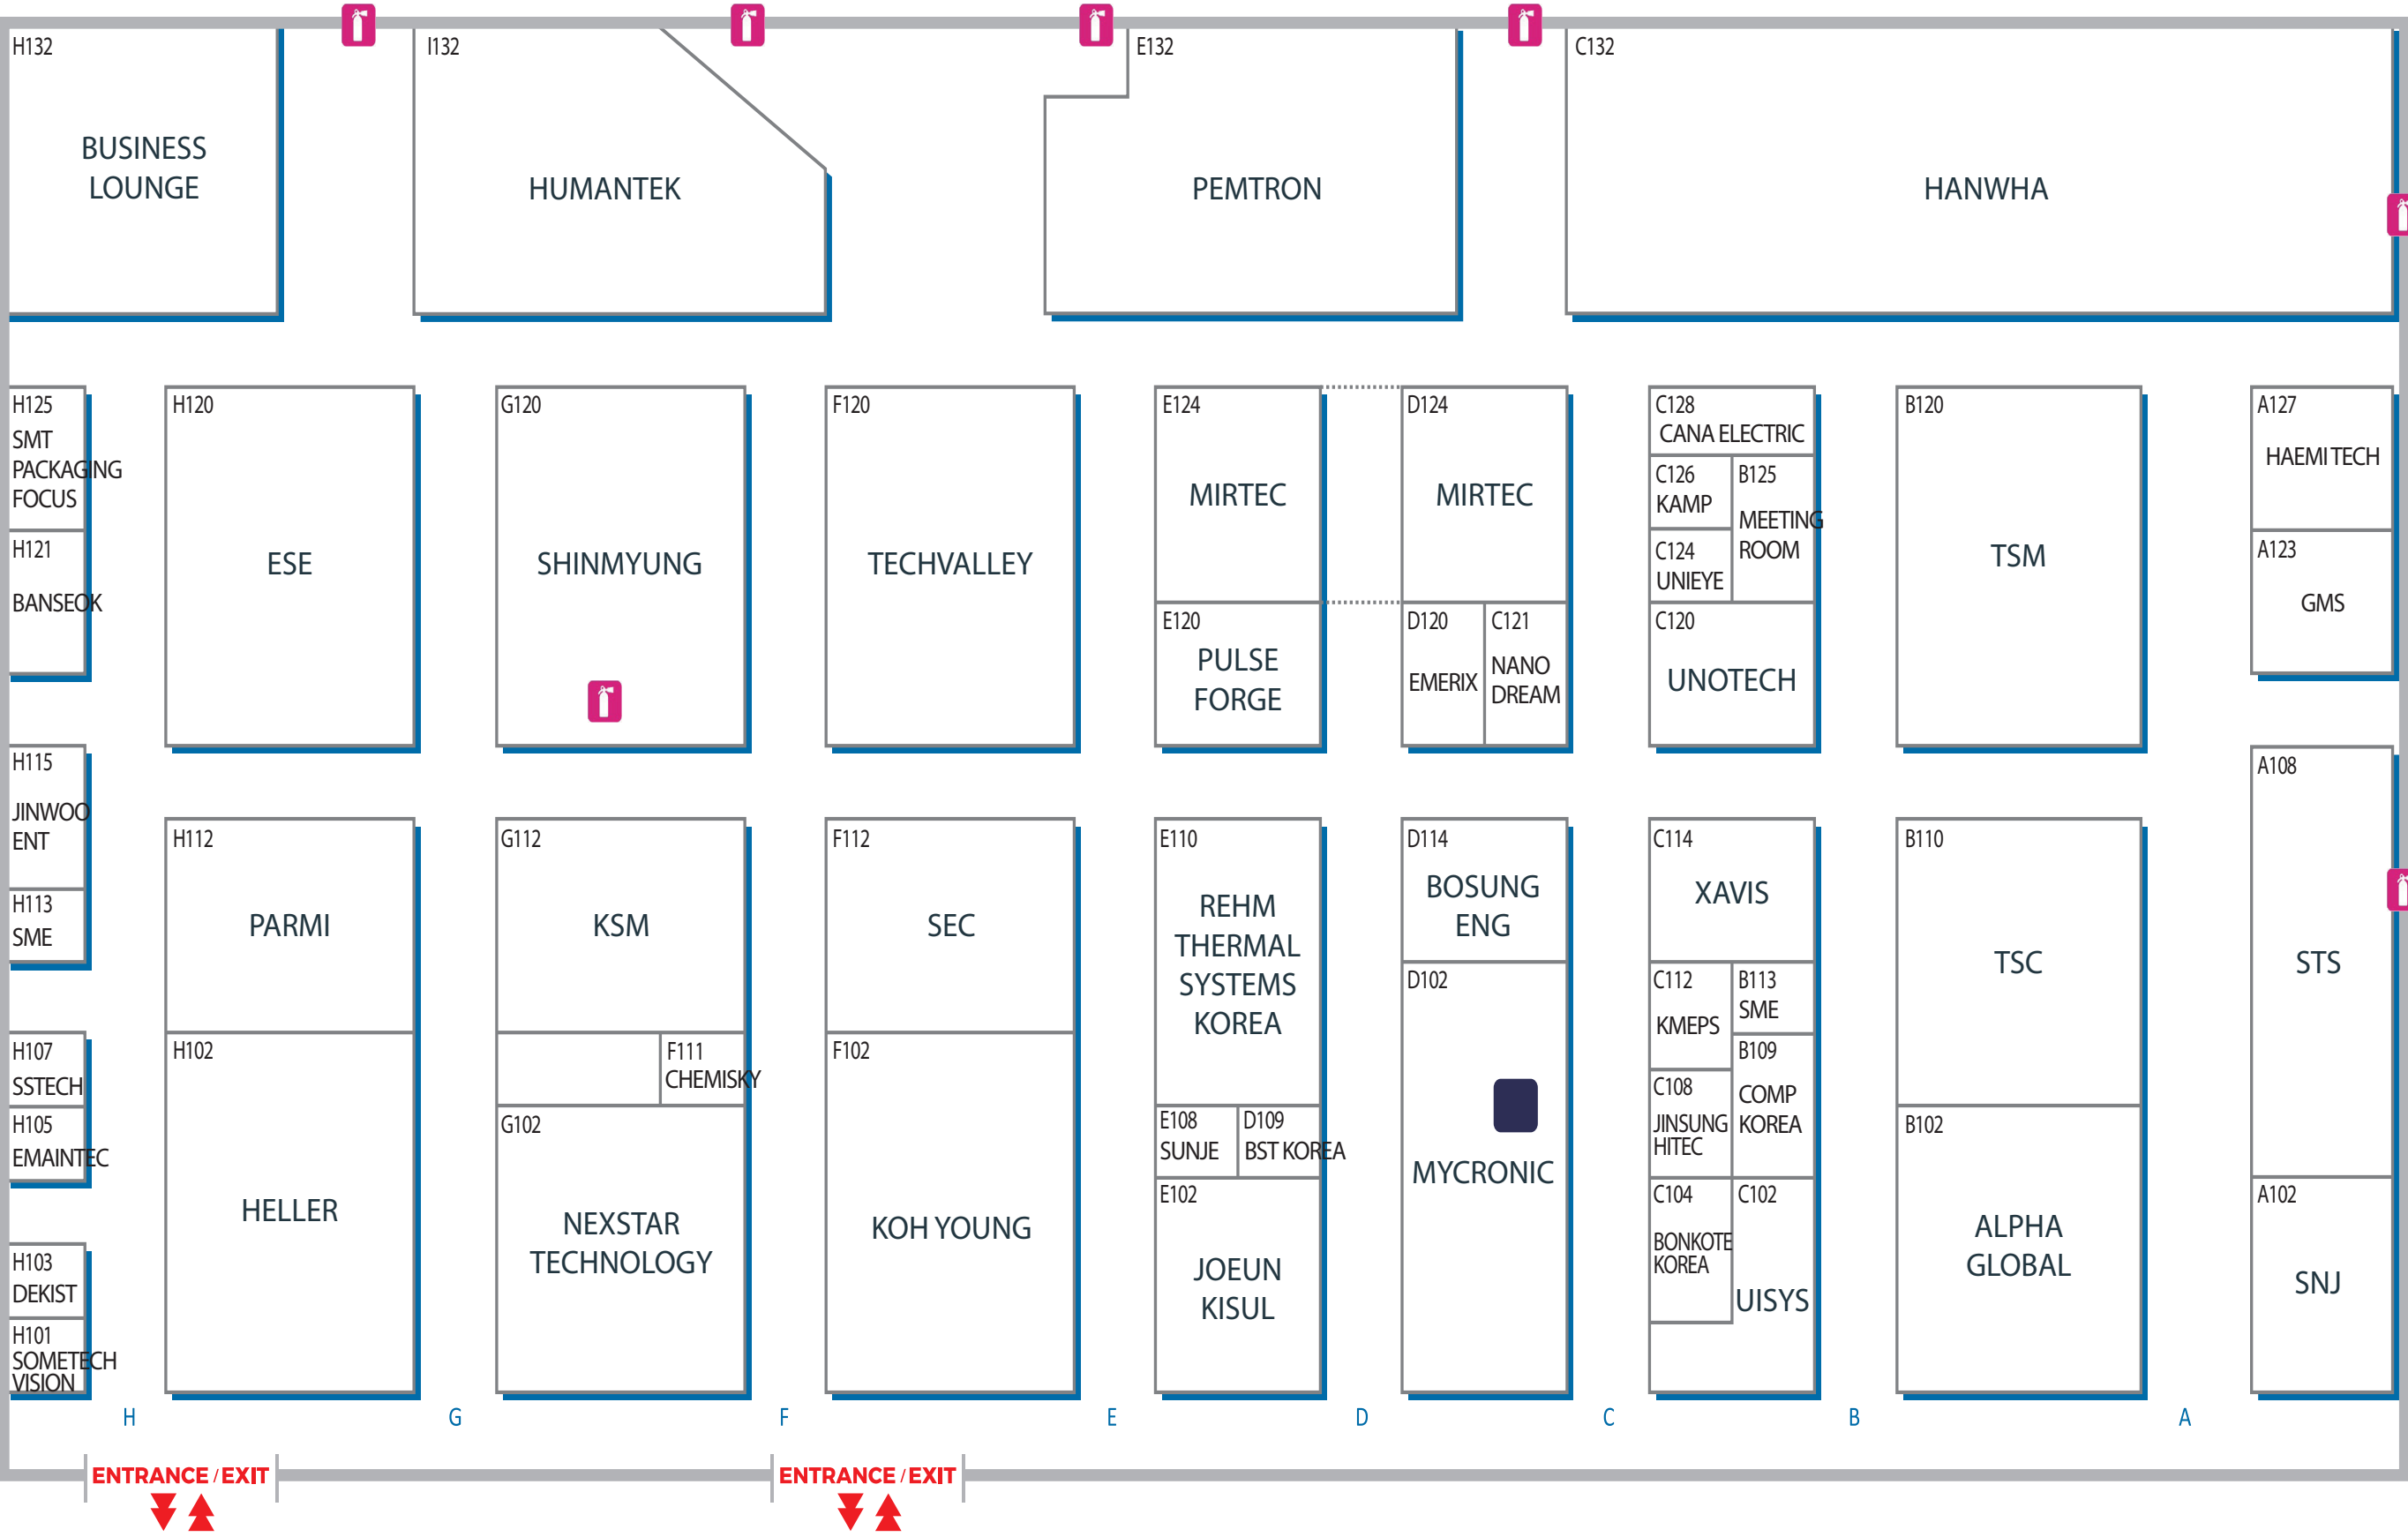 H132
BUSINESS
LOUNGE
I132
HUMANTEK
E132
PEMTRON
C132
HANWHA
H125
SMT
PACKAGING
FOCUS
H121
BANSEOK
H120
ESE
G120
SHINMYUNG
F120
TECHVALLEY
E124
MIRTEC
E120
PULSE
FORGE
D124
MIRTEC
D120
EMERIX
C121
NANO
DREAM
C128
CANA ELECTRIC
C126
KAMP
B125
MEETING
ROOM
C124
UNIEYE
C120
UNOTECH
B120
TSM
A127
HAEMI TECH
A123
GMS
H115
JINWOO
ENT
H113
SME
H107
SSTECH
H105
EMAINTEC
H103
DEKIST
H101
SOMETECH
VISION
H112
PARMI
H102
HELLER
G112
KSM
F111
CHEMISKY
G102
NEXSTAR
TECHNOLOGY
F112
SEC
F102
KOH YOUNG
E110
REHM
THERMAL
SYSTEMS
KOREA
E108
SUNJE
D109
BST KOREA
E102
JOEUN
KISUL
D114
BOSUNG
ENG
D102
MYCRONIC
C114
XAVIS
C112
KMEPS
B113
SME
B109
COMP
KOREA
C108
JINSUNG
HITEC
C104
BONKOTE
KOREA
C102
UISYS
B110
TSC
B102
ALPHA
GLOBAL
A108
STS
A102
SNJ
H G F E D C B A
ENTRANCE / EXIT
ENTRANCE / EXIT